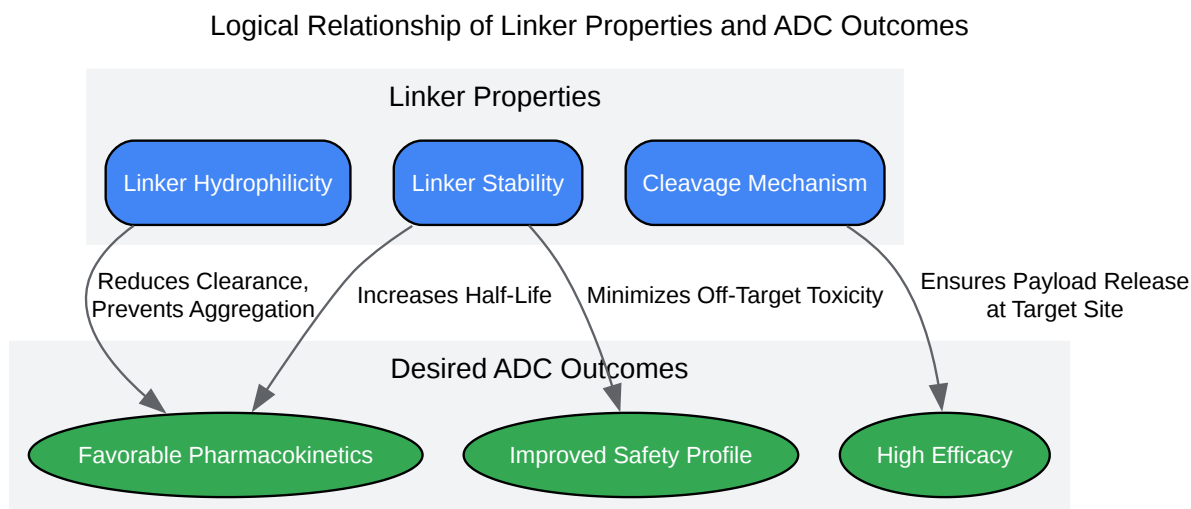 Logical Relationship of Linker Properties and ADC Outcomes
Linker Properties
Linker Hydrophilicity
Linker Stability
Cleavage Mechanism
Reduces Clearance,
Prevents Aggregation
Increases Half-Life
Minimizes Off-Target Toxicity
Ensures Payload Release
at Target Site
Desired ADC Outcomes
Favorable Pharmacokinetics
Improved Safety Profile
High Efficacy